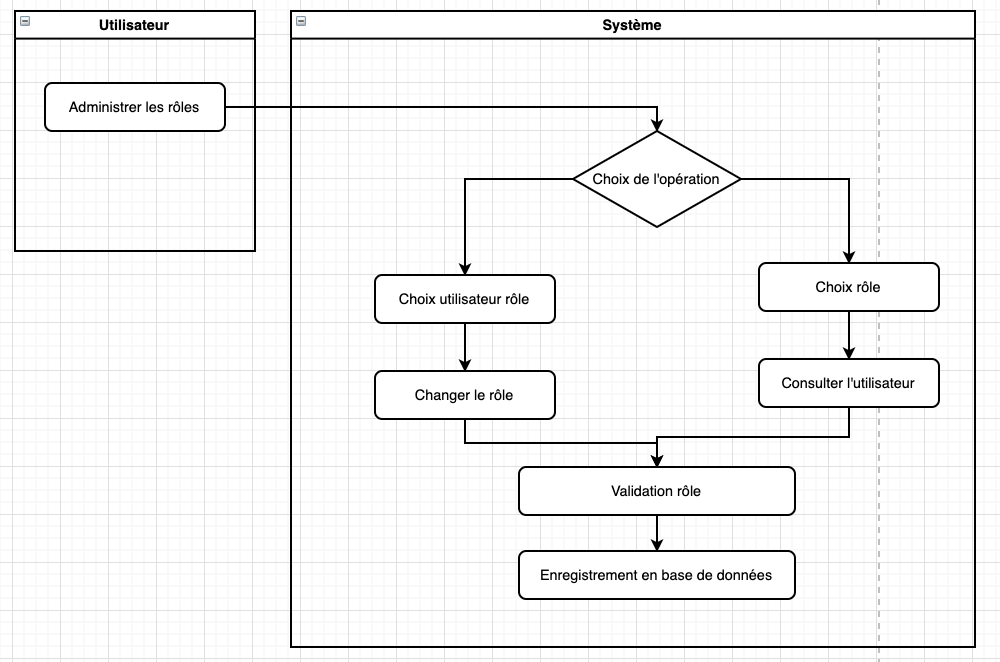 Utilisateur
Système
Administrer les rôles
Choix de l'opération
Choix utilisateur rôle
Choix rôle
Changer le rôle
Consulter l'utilisateur
Validation rôle
Enregistrement en base de données